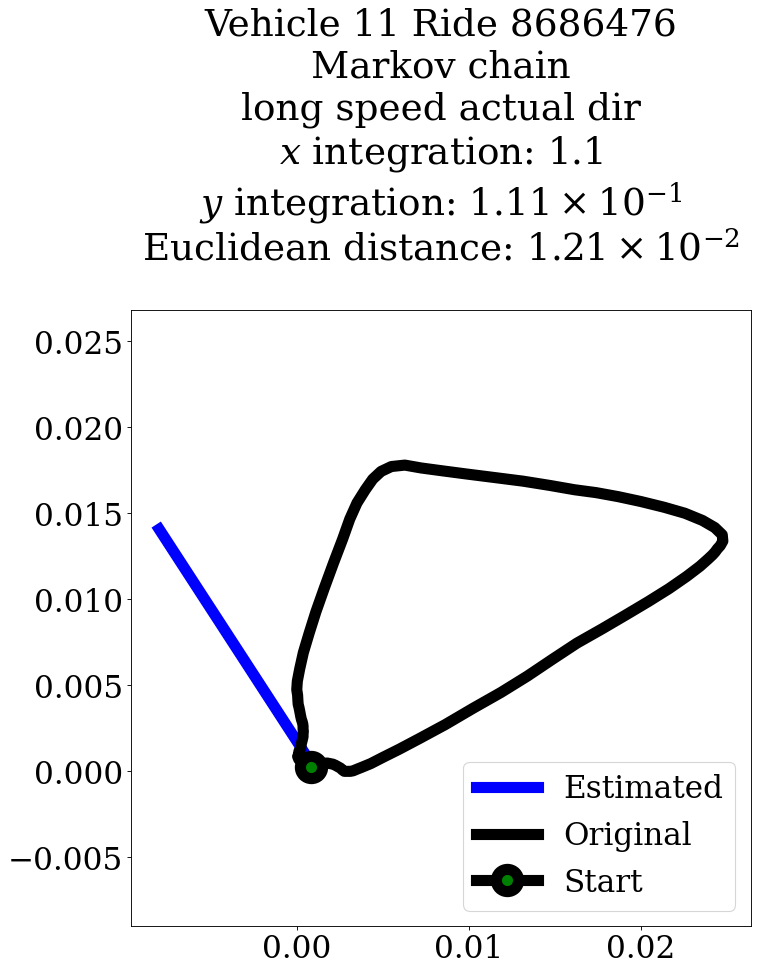 Vehicle 11 Ride 8686476
Markov chain
long speed actual dir
x integration: 1.1
y integration: 1.11 × 10⁻¹
Euclidean distance: 1.21 × 10⁻²
0.025
0.020
0.015
0.010
0.005
0.000
−0.005
Estimated
Original
Start
0.00 0.01 0.02